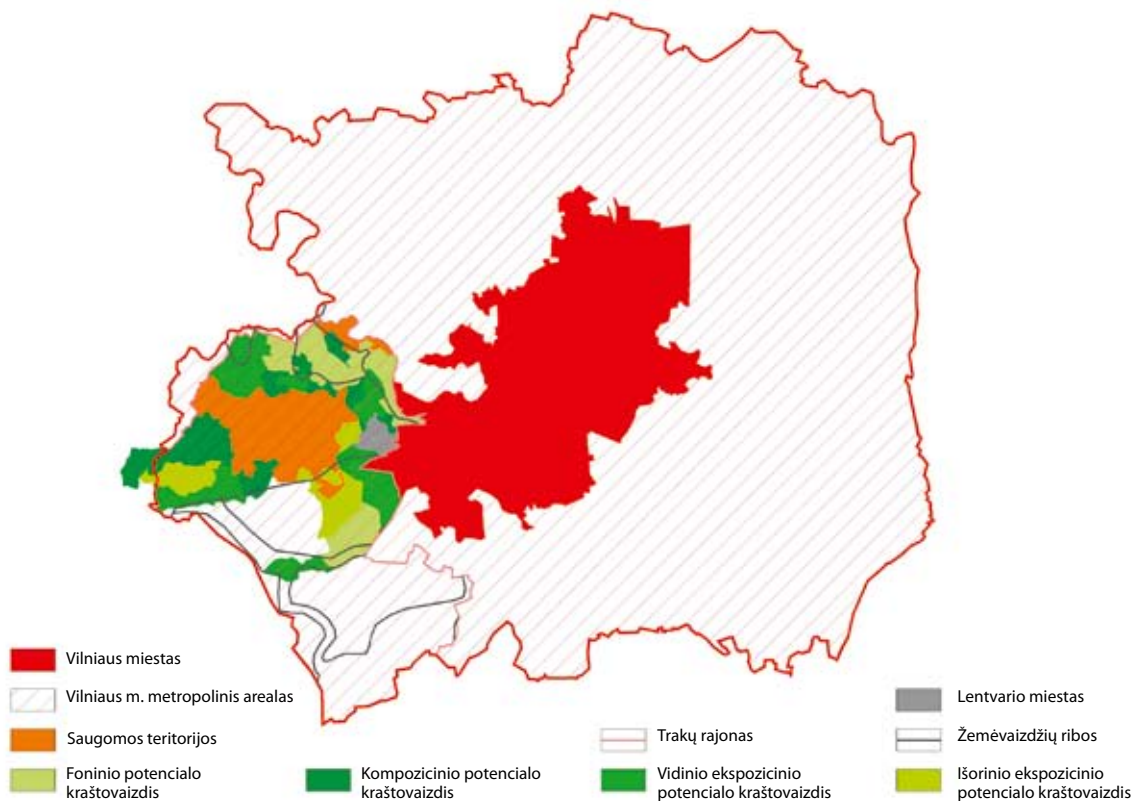 Vilniaus miestas
Vilniaus m. metropolinis arealas
Lentvario miestas
Saugomos teritorijos
Trakų rajonas
Žemėvaizdžių ribos
Foninio potencialo
kraštovaizdis
Kompozicinio potencialo
kraštovaizdis
Vidinio ekspozicinio
potencialo kraštovaizdis
Išorinio ekspozicinio
potencialo kraštovaizdis